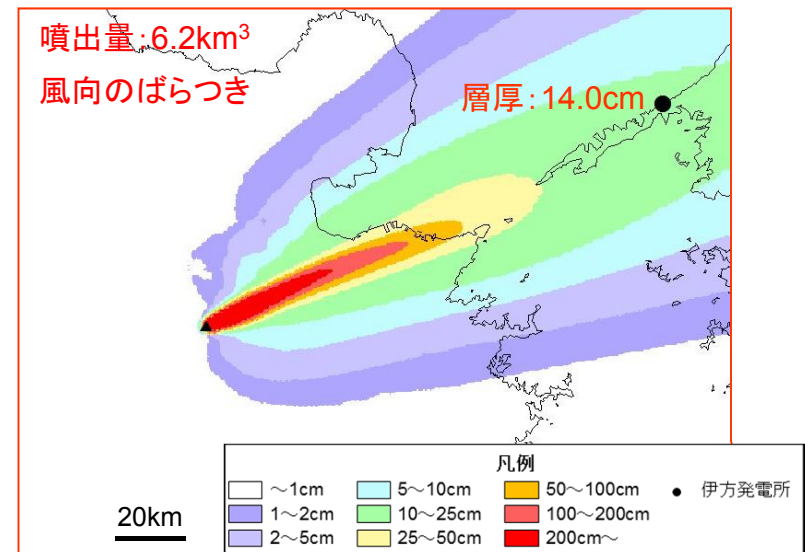 噴出量:6.2km³
風向のばらつき
層厚:14.0cm
凡例
～1cm
5～10cm
50～100cm
伊方発電所
1～2cm
10～25cm
100～200cm
2～5cm
25～50cm
200cm～
20km